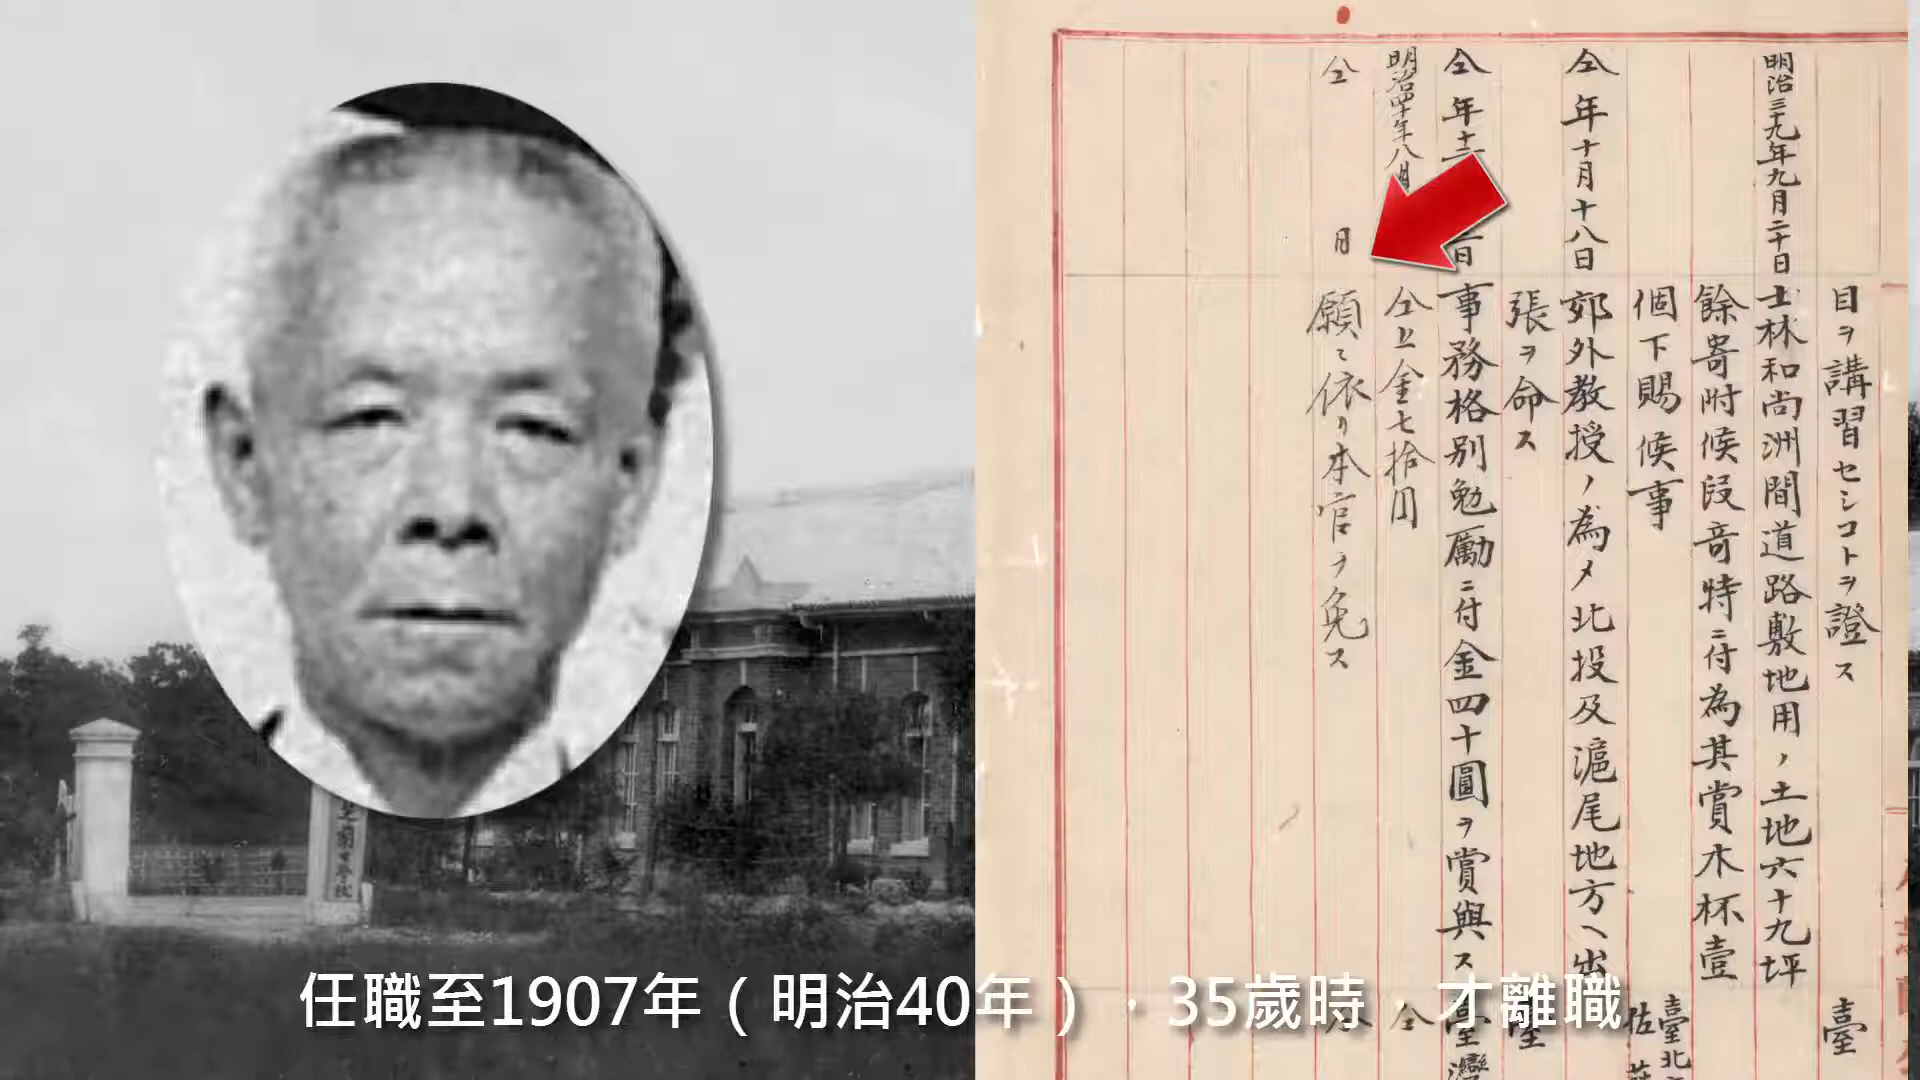 目ヲ講習セシコトヲ證ス
臺
明治三十九年九月二十日
士林和尚洲間道路敷地用ノ土地六十九坪
餘寄附候段奇特ニ付為其賞木杯壹
個下賜候事
臺北
佐
仝年十月十八日
郊外教授ノ為メ北投及滬尾地方ヘ出
張ヲ命ス
仝年十二
日
事務格別勉励ニ付金四十圓ヲ賞與ス
臺灣
明治四十年八月
仝上金七拾円
仝
仝
月
願ニ依リ本官ヲ免ス
仝
任職至1907年（明治40年），35歲時，才離職